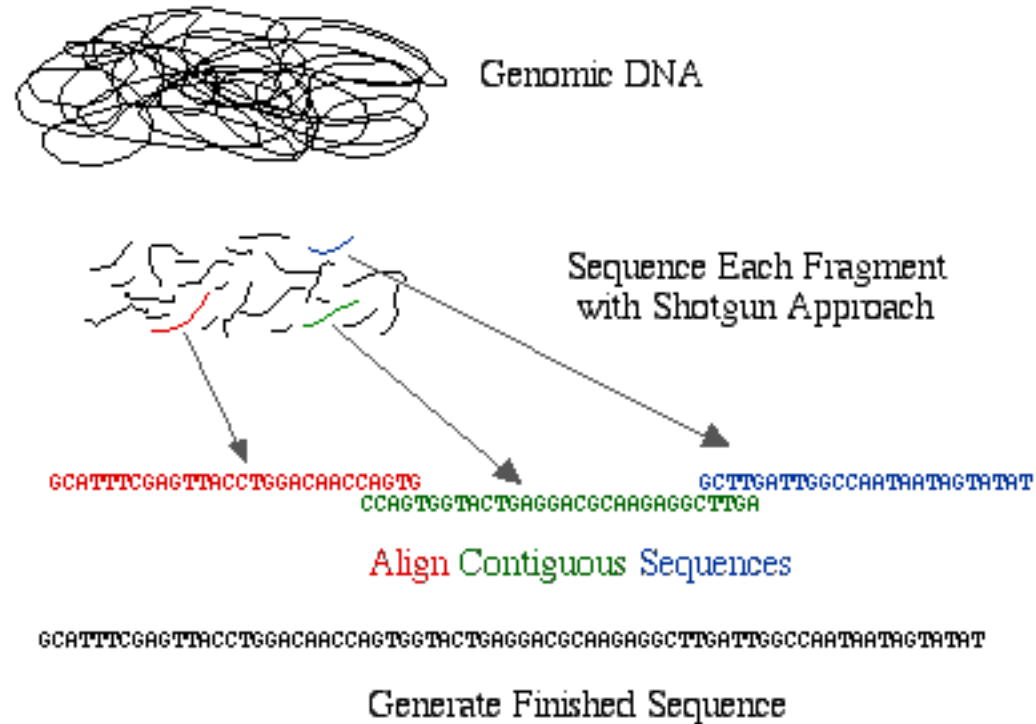 Genomic DNA
Sequence Each Fragment
with Shotgun Approach
GCATTTCGAGTTACCTGGACAACCAGTG
GCTTGATTGGCCAATAATAGTATAT
CCAGTGGTACTGAGGACGCAAGAGGCTTGA
Align Contiguous Sequences
GCATTTCGAGTTACCTGGACAACCAGTGGTACTGAGGACGCAAGAGGCTTGATTGGCCAATAATAGTATAT
Generate Finished Sequence